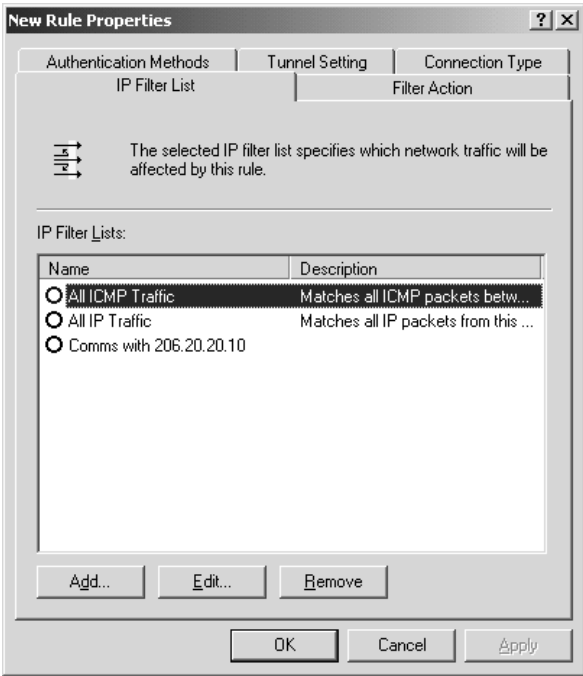 New Rule Properties
Authentication Methods Tunnel Setting Connection Type
IP Filter List Filter Action
The selected IP filter list specifies which network traffic will be
affected by this rule.
IP Filter Lists:
Name Description
All ICMP Traffic Matches all ICMP packets betw...
All IP Traffic Matches all IP packets from this ...
Comms with 206.20.20.10
Add... Edit... Remove
OK Cancel Apply